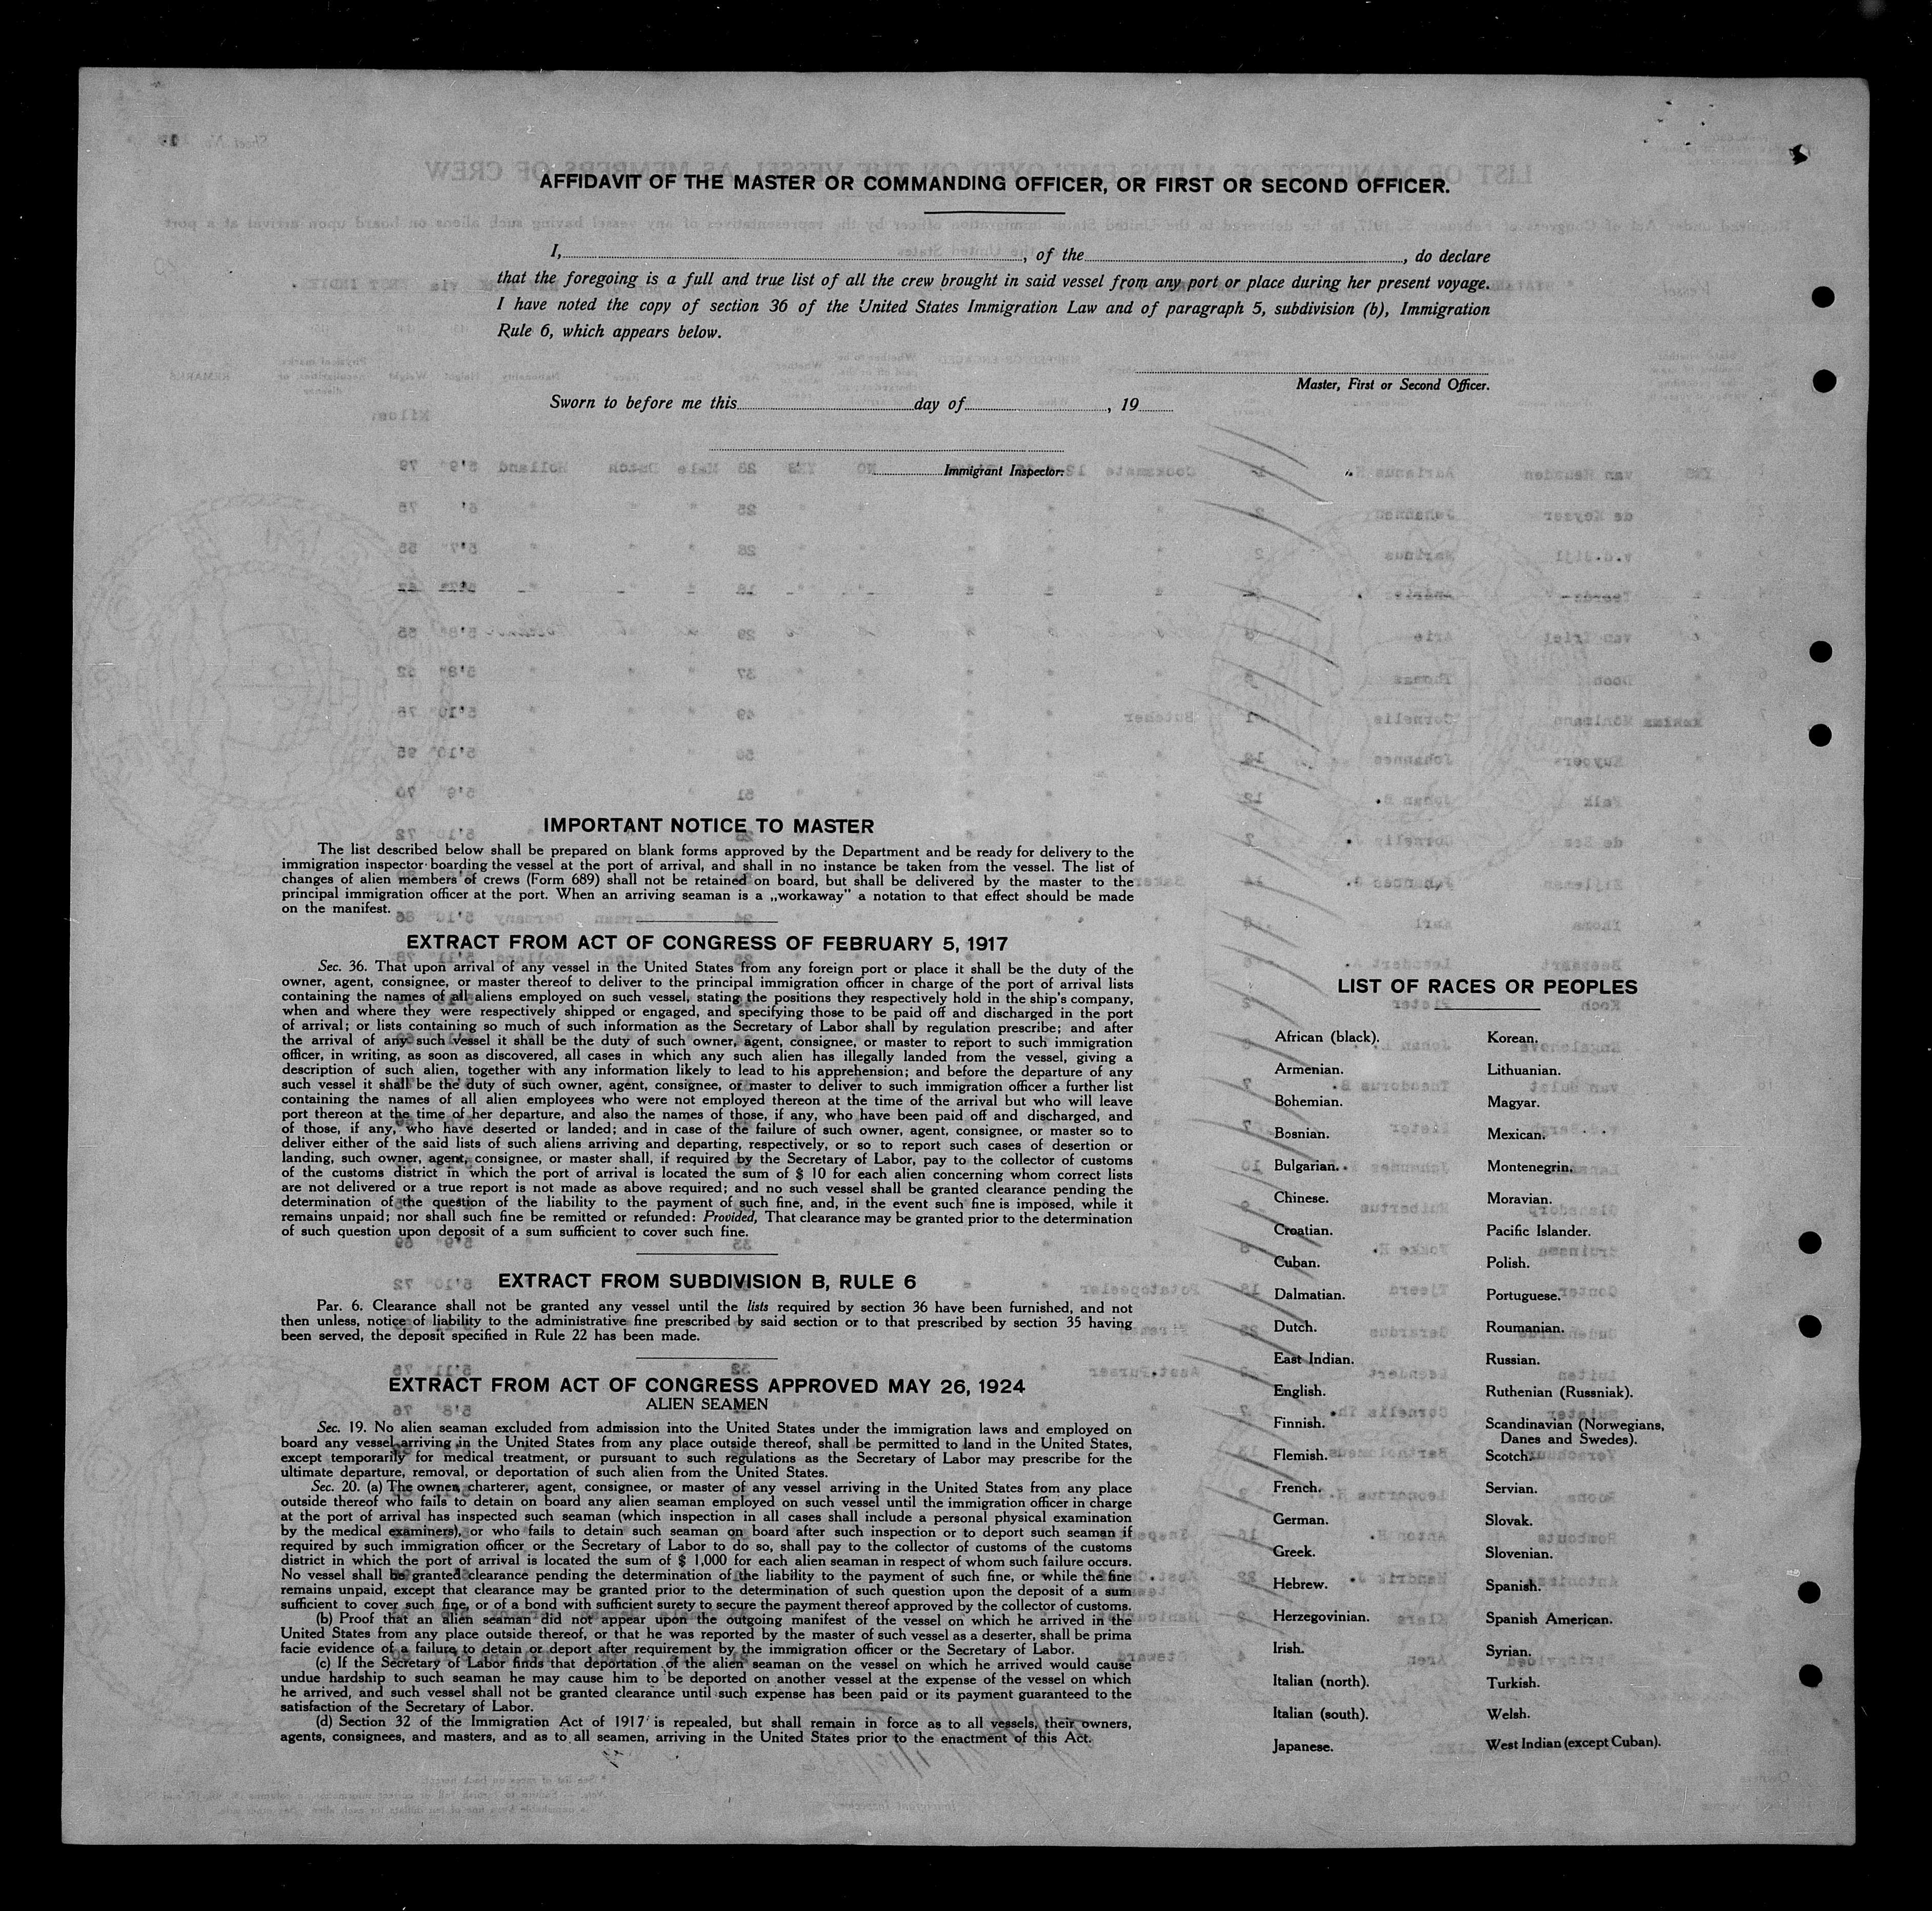 AFFIDAVIT OF THE MASTER OR COMMANDING OFFICER, OR FIRST OR SECOND OFFICER.
I, , of the , do declare
that the foregoing is a full and true list of all the crew brought in said vessel from any port or place during her present voyage.
I have noted the copy of section 36 of the United States Immigration Law and of paragraph 5, subdivision (b), Immigration
Rule 6, which appears below.
Master, First or Second Officer.
Sworn to before me this day of , 19
Immigrant Inspector.
IMPORTANT NOTICE TO MASTER
The list described below shall be prepared on blank forms approved by the Department and be ready for delivery to the
immigration inspector boarding the vessel at the port of arrival, and shall in no instance be taken from the vessel. The list of
changes of alien members of crews (Form 689) shall not be retained on board, but shall be delivered by the master to the
principal immigration officer at the port. When an arriving seaman is a „workaway" a notation to that effect should be made
on the manifest.
EXTRACT FROM ACT OF CONGRESS OF FEBRUARY 5, 1917
Sec. 36. That upon arrival of any vessel in the United States from any foreign port or place it shall be the duty of the
owner, agent, consignee, or master thereof to deliver to the principal immigration officer in charge of the port of arrival lists
containing the names of all aliens employed on such vessel, stating the positions they respectively hold in the ship's company,
when and where they were respectively shipped or engaged, and specifying those to be paid off and discharged in the port
of arrival; or lists containing so much of such information as the Secretary of Labor shall by regulation prescribe; and after
the arrival of any such vessel it shall be the duty of such owner, agent, consignee, or master to report to such immigration
officer, in writing, as soon as discovered, all cases in which any such alien has illegally landed from the vessel, giving a
description of such alien, together with any information likely to lead to his apprehension; and before the departure of any
such vessel it shall be the duty of such owner, agent, consignee, or master to deliver to such immigration officer a further list
containing the names of all alien employees who were not employed thereon at the time of the arrival but who will leave
port thereon at the time of her departure, and also the names of those, if any, who have been paid off and discharged, and
of those, if any, who have deserted or landed; and in case of the failure of such owner, agent, consignee, or master so to
deliver either of the said lists of such aliens arriving and departing, respectively, or so to report such cases of desertion or
landing, such owner, agent, consignee, or master shall, if required by the Secretary of Labor, pay to the collector of customs
of the customs district in which the port of arrival is located the sum of $ 10 for each alien concerning whom correct lists
are not delivered or a true report is not made as above required; and no such vessel shall be granted clearance pending the
determination of the question of the liability to the payment of such fine, and, in the event such fine is imposed, while it
remains unpaid; nor shall such fine be remitted or refunded: Provided, That clearance may be granted prior to the determination
of such question upon deposit of a sum sufficient to cover such fine.
EXTRACT FROM SUBDIVISION B, RULE 6
Par. 6. Clearance shall not be granted any vessel until the lists required by section 36 have been furnished, and not
then unless, notice of liability to the administrative fine prescribed by said section or to that prescribed by section 35 having
been served, the deposit specified in Rule 22 has been made.
EXTRACT FROM ACT OF CONGRESS APPROVED MAY 26, 1924
ALIEN SEAMEN
Sec. 19. No alien seaman excluded from admission into the United States under the immigration laws and employed on
board any vessel arriving in the United States from any place outside thereof, shall be permitted to land in the United States,
except temporarily for medical treatment, or pursuant to such regulations as the Secretary of Labor may prescribe for the
ultimate departure, removal, or deportation of such alien from the United States.
Sec. 20. (a) The owner, charterer, agent, consignee, or master of any vessel arriving in the United States from any place
outside thereof who fails to detain on board any alien seaman employed on such vessel until the immigration officer in charge
at the port of arrival has inspected such seaman (which inspection in all cases shall include a personal physical examination
by the medical examiners), or who fails to detain such seaman on board after such inspection or to deport such seaman if
required by such immigration officer or the Secretary of Labor to do so, shall pay to the collector of customs of the customs
district in which the port of arrival is located the sum of $ 1,000 for each alien seaman in respect of whom such failure occurs.
No vessel shall be granted clearance pending the determination of the liability to the payment of such fine, or while the fine
remains unpaid, except that clearance may be granted prior to the determination of such question upon the deposit of a sum
sufficient to cover such fine, or of a bond with sufficient surety to secure the payment thereof approved by the collector of customs.
(b) Proof that an alien seaman did not appear upon the outgoing manifest of the vessel on which he arrived in the
United States from any place outside thereof, or that he was reported by the master of such vessel as a deserter, shall be prima
facie evidence of a failure to detain or deport after requirement by the immigration officer or the Secretary of Labor.
(c) If the Secretary of Labor finds that deportation of the alien seaman on the vessel on which he arrived would cause
undue hardship to such seaman he may cause him to be deported on another vessel at the expense of the vessel on which
he arrived, and such vessel shall not be granted clearance until such expense has been paid or its payment guaranteed to the
satisfaction of the Secretary of Labor.
(d) Section 32 of the Immigration Act of 1917 is repealed, but shall remain in force as to all vessels, their owners,
agents, consignees, and masters, and as to all seamen, arriving in the United States prior to the enactment of this Act.
LIST OF RACES OR PEOPLES
African (black).
Armenian.
Bohemian.
Bosnian.
Bulgarian.
Chinese.
Croatian.
Cuban.
Dalmatian.
Dutch.
East Indian.
English.
Finnish.
Flemish.
French.
German.
Greek.
Hebrew.
Herzegovinian.
Irish.
Italian (north).
Italian (south).
Japanese.
Korean.
Lithuanian.
Magyar.
Mexican.
Montenegrin.
Moravian.
Pacific Islander.
Polish.
Portuguese.
Roumanian.
Russian.
Ruthenian (Russniak).
Scandinavian (Norwegians,
Danes and Swedes).
Scotch.
Servian.
Slovak.
Slovenian.
Spanish.
Spanish American.
Syrian.
Turkish.
Welsh.
West Indian (except Cuban).